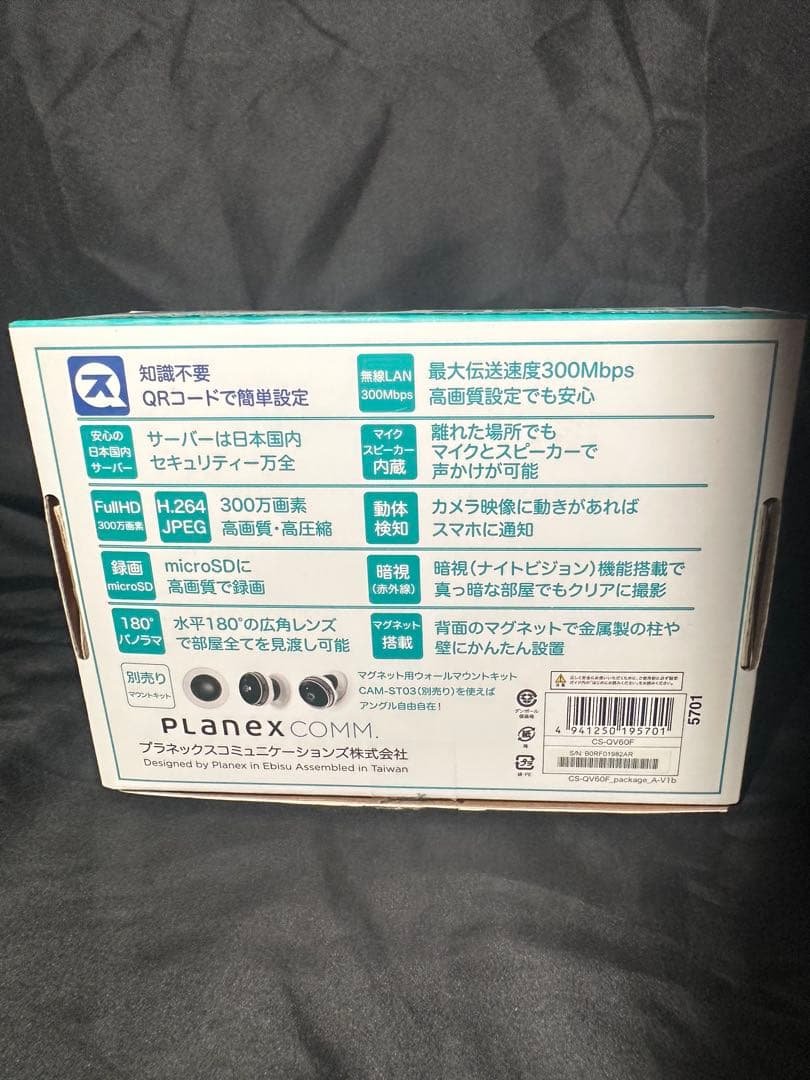 知識不要
QRコードで簡単設定
無線LAN
300Mbps
最大伝送速度300Mbps
高画質設定でも安心
安心の
日本国内
サーバー
サーバーは日本国内
セキュリティー万全
マイク
スピーカー
内蔵
離れた場所でも
マイクとスピーカーで
声かけが可能
FullHD
300万画素
H.264
JPEG
300万画素
高画質・高圧縮
動体
検知
カメラ映像に動きがあれば
スマホに通知
録画
microSD
microSDに
高画質で録画
暗視
(赤外線)
暗視(ナイトビジョン)機能搭載で
真っ暗な部屋でもクリアに撮影
180°
パノラマ
水平180°の広角レンズ
で部屋全てを見渡し可能
マグネット
搭載
背面のマグネットで金属製の柱や
壁にかんたん設置
別売り
マウントキット
マグネット用ウォールマウントキット
CAM-ST03(別売り)を使えば
アングル自由自在!
PLANEX COMM.
プラネックスコミュニケーションズ株式会社
Designed by Planex in Ebisu Assembled in Taiwan
ダンボール
紙
4 941250 195701
5701
CS-QV60F
S/N: B0RF01982AR
CS-QV60F_package_A-V1b